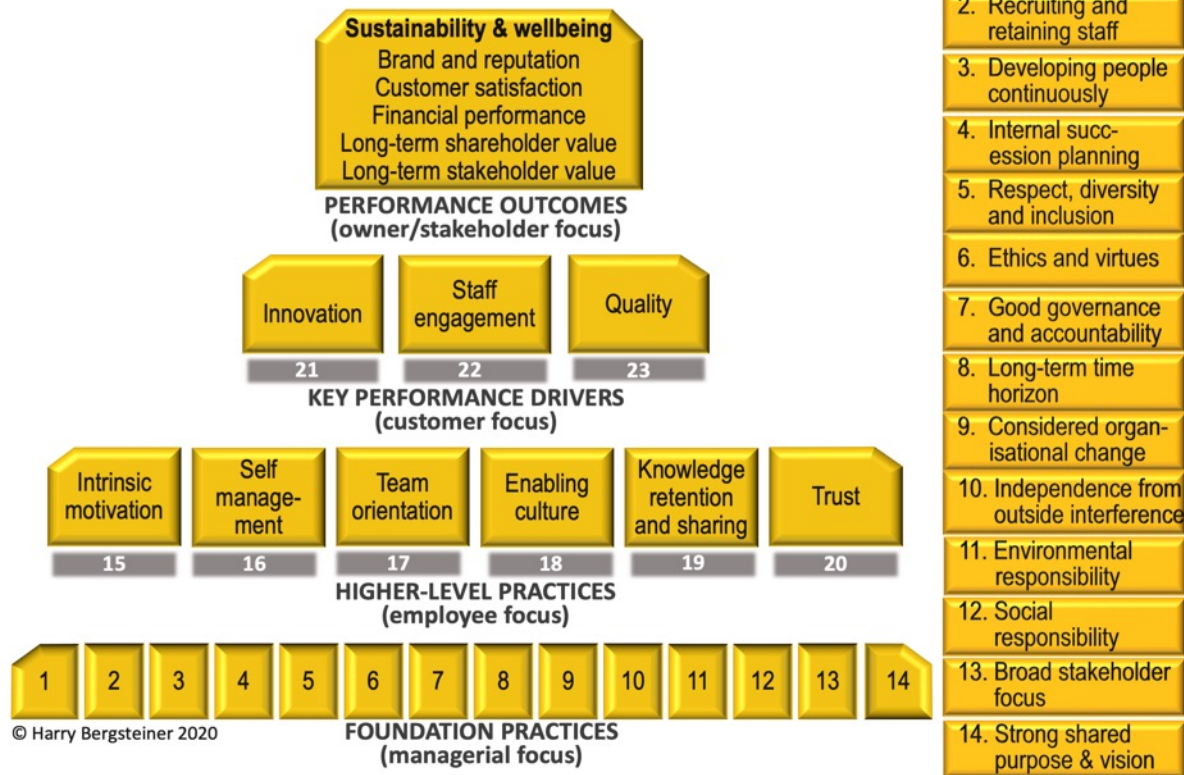 Sustainability & wellbeing
Brand and reputation
Customer satisfaction
Financial performance
Long-term shareholder value
Long-term stakeholder value
PERFORMANCE OUTCOMES
(owner/stakeholder focus)
Innovation
Staff
engagement
Quality
21
22
23
KEY PERFORMANCE DRIVERS
(customer focus)
Intrinsic
motivation
Self
manage-
ment
Team
orientation
Enabling
culture
Knowledge
retention
and sharing
Trust
15
16
17
18
19
20
HIGHER-LEVEL PRACTICES
(employee focus)
1
2
3
4
5
6
7
8
9
10
11
12
13
14
© Harry Bergsteiner 2020
FOUNDATION PRACTICES
(managerial focus)
2. Recruiting and
retaining staff
3. Developing people
continuously
4. Internal succ-
ession planning
5. Respect, diversity
and inclusion
6. Ethics and virtues
7. Good governance
and accountability
8. Long-term time
horizon
9. Considered organ-
isational change
10. Independence from
outside interference
11. Environmental
responsibility
12. Social
responsibility
13. Broad stakeholder
focus
14. Strong shared
purpose & vision